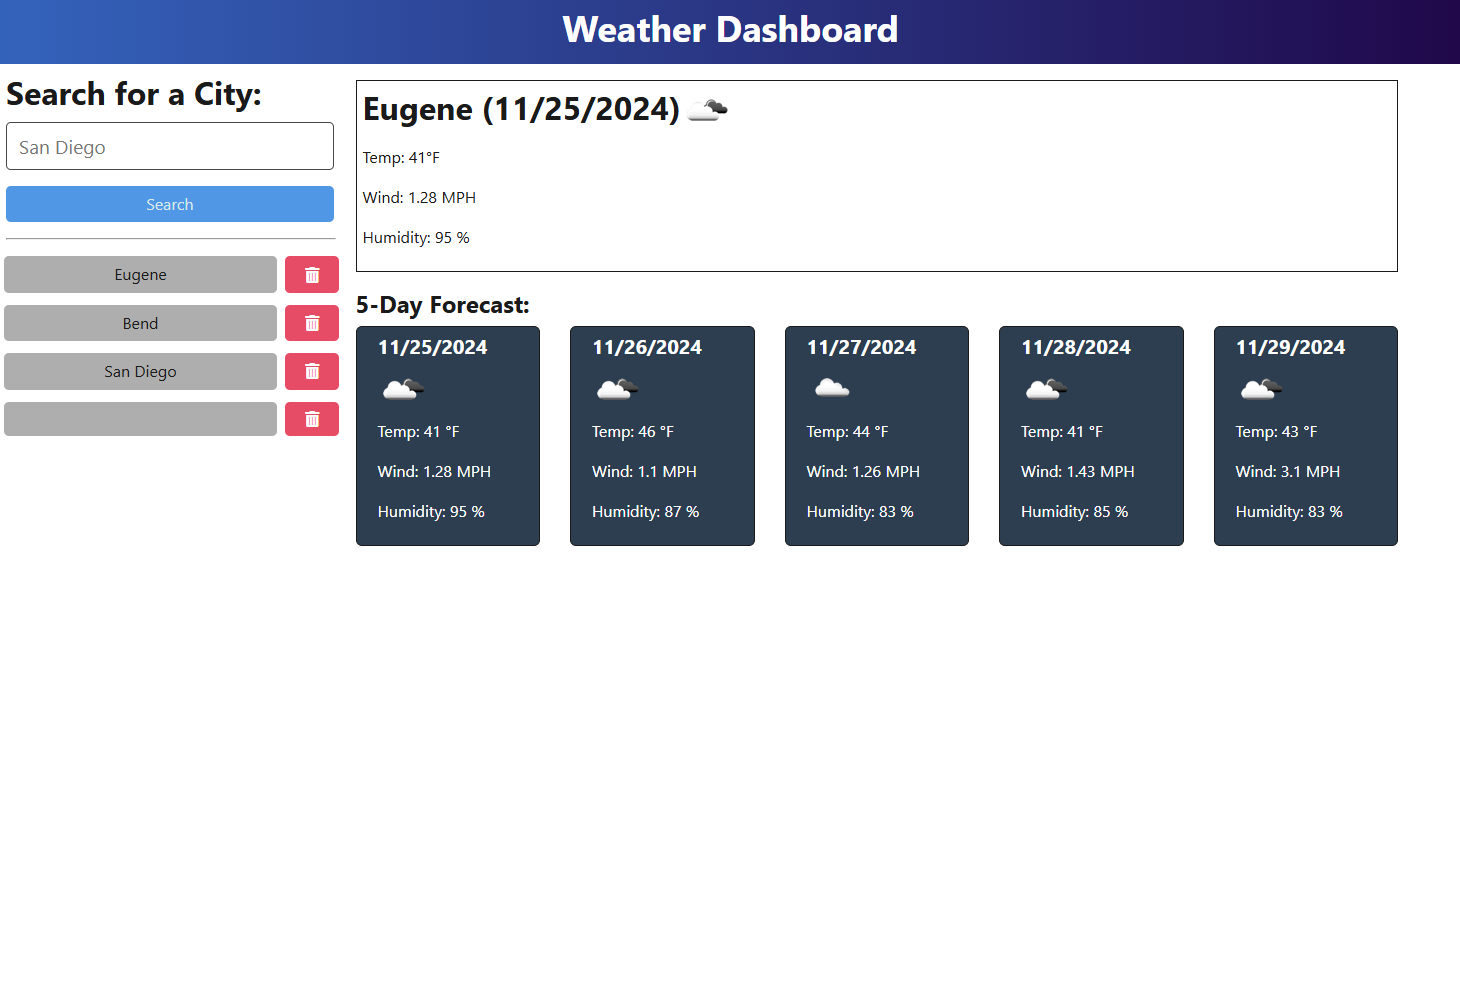 Weather Dashboard
Search for a City:
San Diego
Search
Eugene
Bend
San Diego
Eugene (11/25/2024)
Temp: 41°F
Wind: 1.28 MPH
Humidity: 95 %
5-Day Forecast:
11/25/2024
Temp: 41 °F
Wind: 1.28 MPH
Humidity: 95 %
11/26/2024
Temp: 46 °F
Wind: 1.1 MPH
Humidity: 87 %
11/27/2024
Temp: 44 °F
Wind: 1.26 MPH
Humidity: 83 %
11/28/2024
Temp: 41 °F
Wind: 1.43 MPH
Humidity: 85 %
11/29/2024
Temp: 43 °F
Wind: 3.1 MPH
Humidity: 83 %